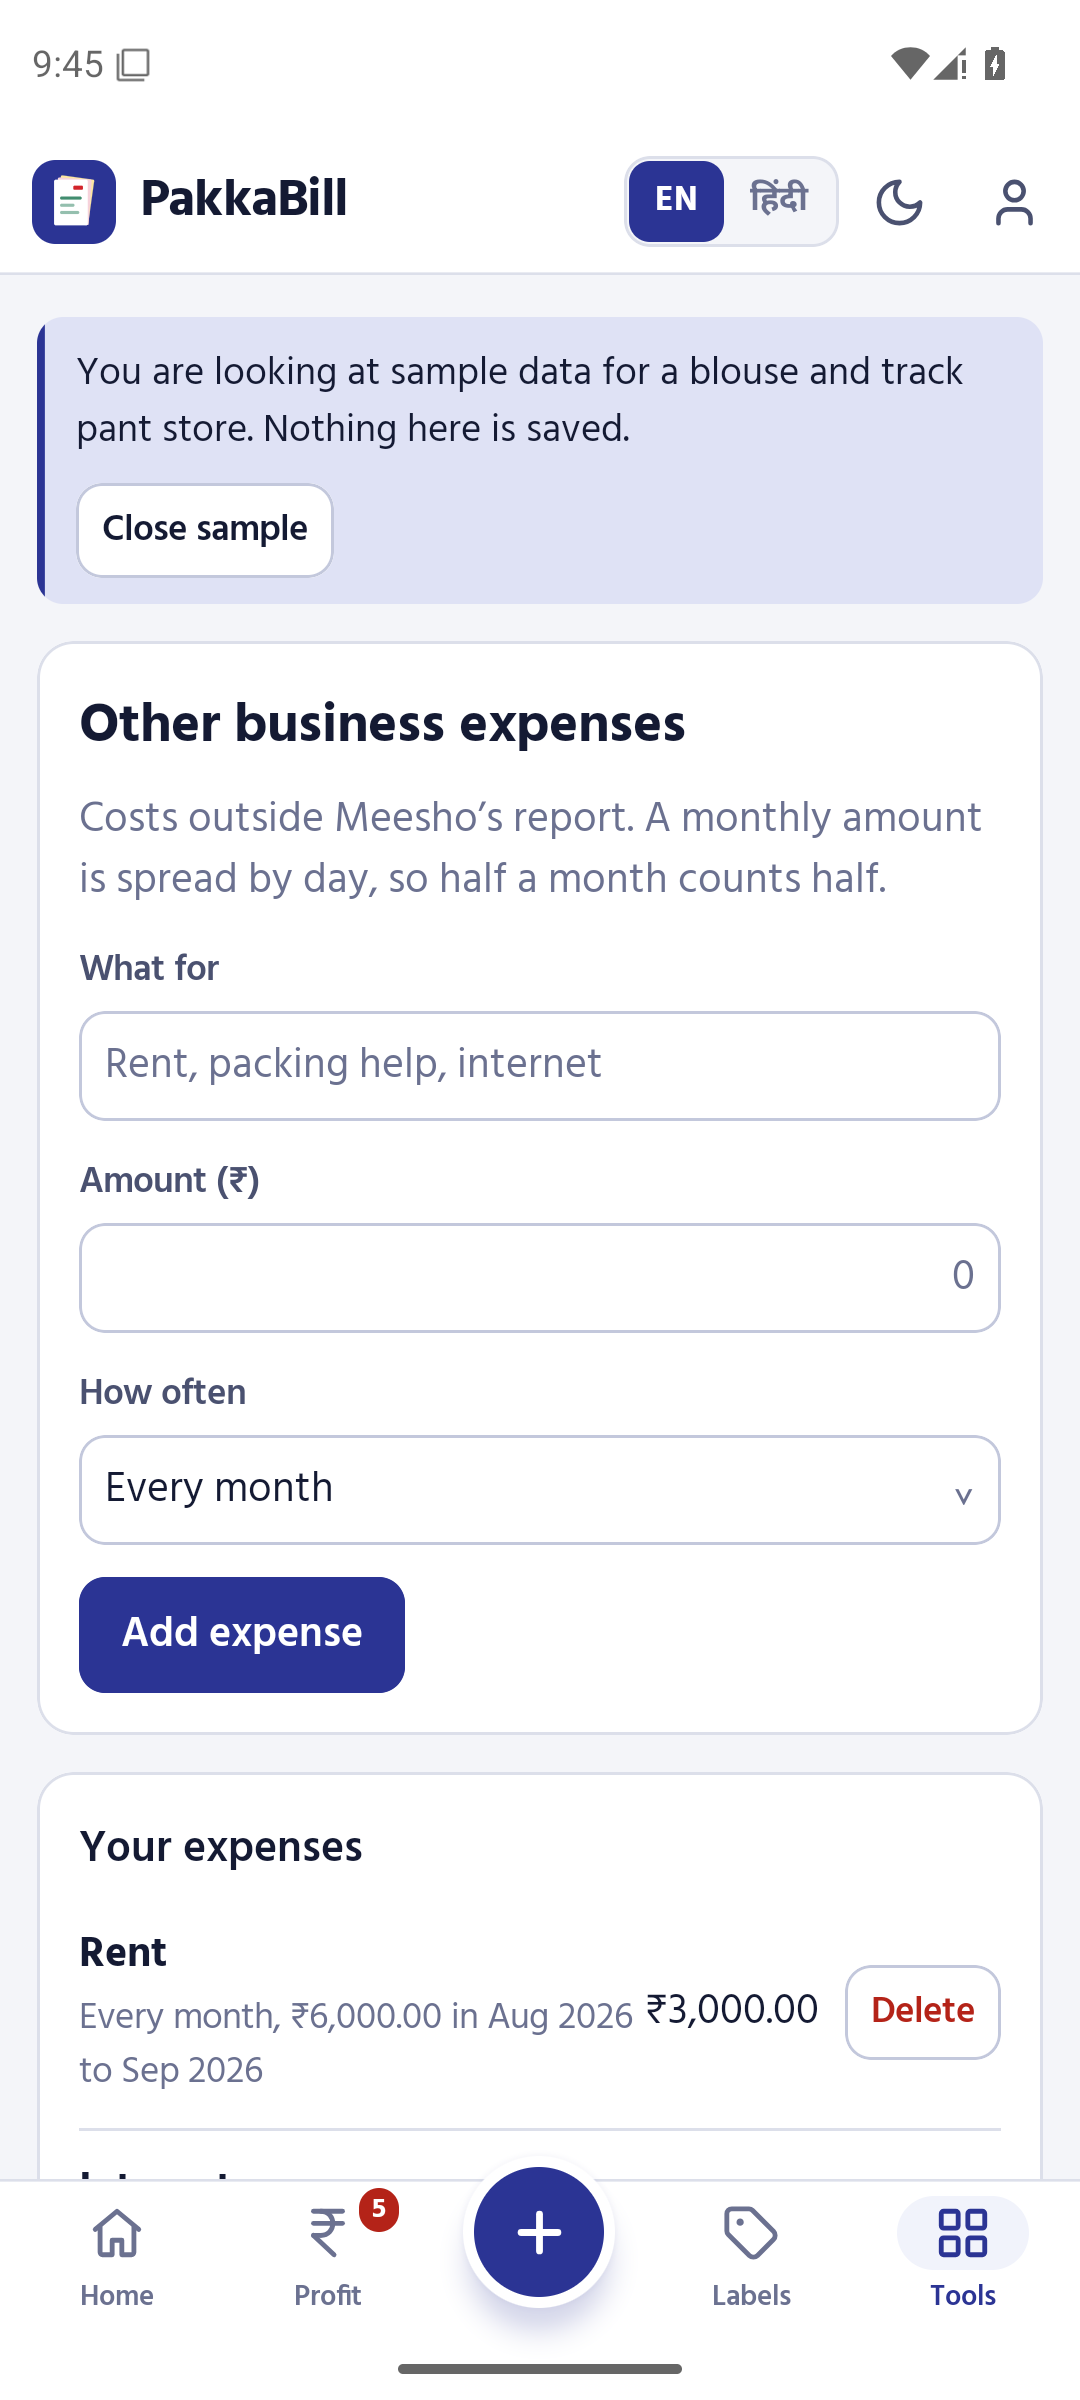 9:45
PakkaBill
EN
हिंदी
You are looking at sample data for a blouse and track
pant store. Nothing here is saved.
Close sample
Other business expenses
Costs outside Meesho’s report. A monthly amount
is spread by day, so half a month counts half.
What for
Rent, packing help, internet
Amount (₹)
0
How often
Every month
Add expense
Your expenses
Rent
Every month, ₹6,000.00 in Aug 2026
to Sep 2026
₹3,000.00
Delete
5
Home
Profit
Labels
Tools